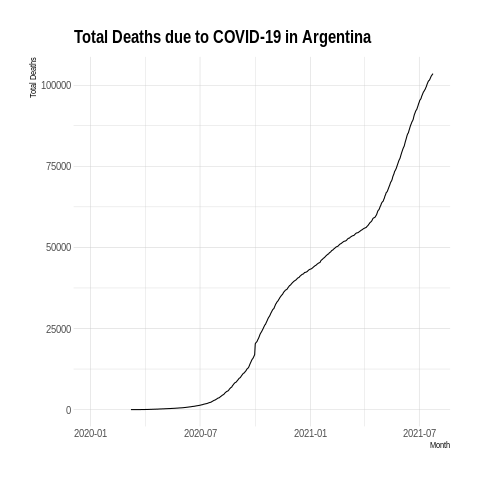 Total Deaths due to COVID-19 in Argentina
Total Deaths
100000
75000
50000
25000
0
2020-01 2020-07 2021-01 2021-07
Month